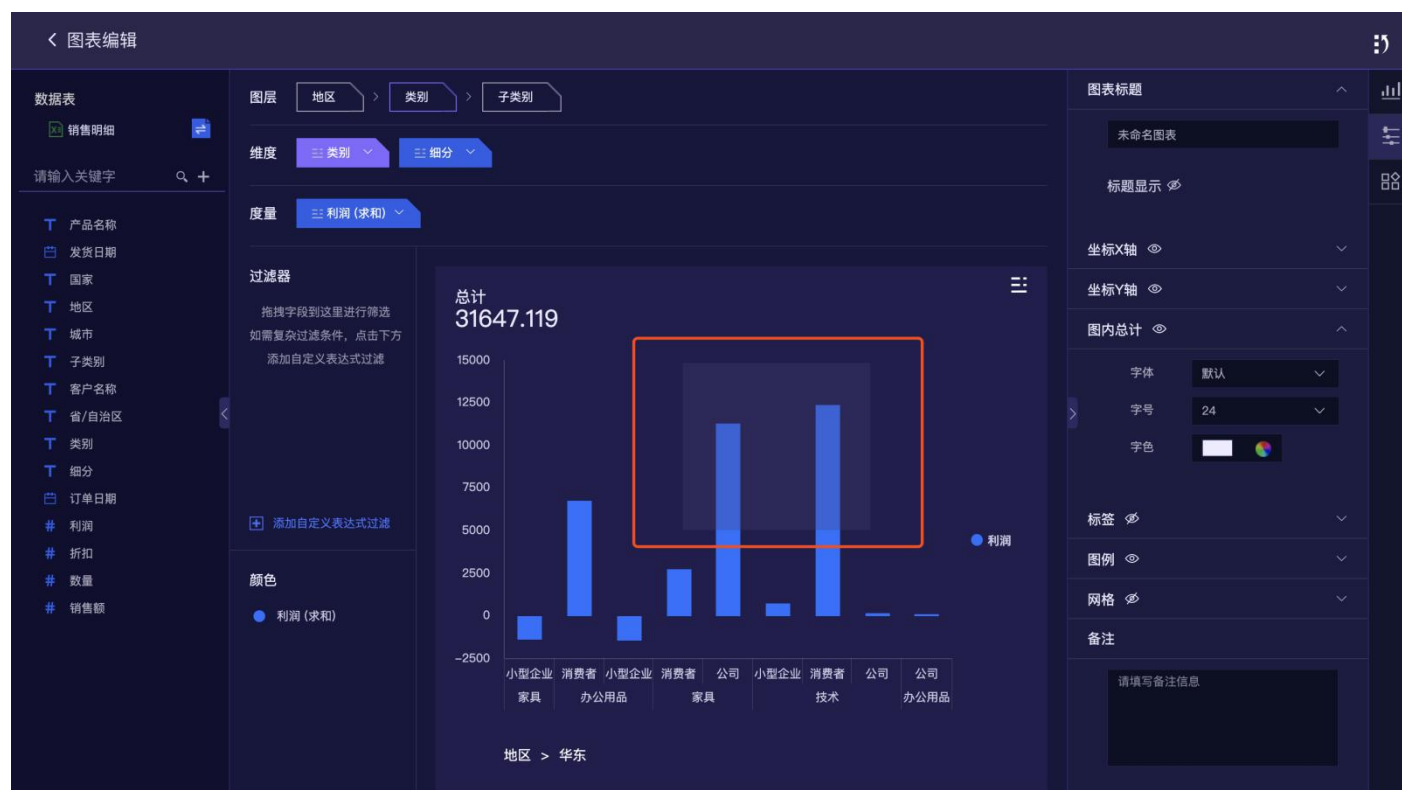 图表编辑
数据表
销售明细
请输入关键字
产品名称
发货日期
国家
地区
城市
子类别
客户名称
省/自治区
类别
细分
订单日期
利润
折扣
数量
销售额
图层 地区 > 类别 > 子类别
维度 类别 细分
度量 利润 (求和)
过滤器
拖拽字段到这里进行筛选
如需复杂过滤条件，点击下方
添加自定义表达式过滤
添加自定义表达式过滤
颜色
利润 (求和)
总计
31647.119
15000
12500
10000
7500
5000
2500
0
−2500
小型企业 消费者 小型企业 消费者 公司 小型企业 消费者 公司 公司
家具 办公用品 家具 技术 办公用品
利润
地区 > 华东
图表标题
未命名图表
标题显示
坐标X轴
坐标Y轴
图内总计
字体 默认
字号 24
字色
标签
图例
网格
备注
请填写备注信息